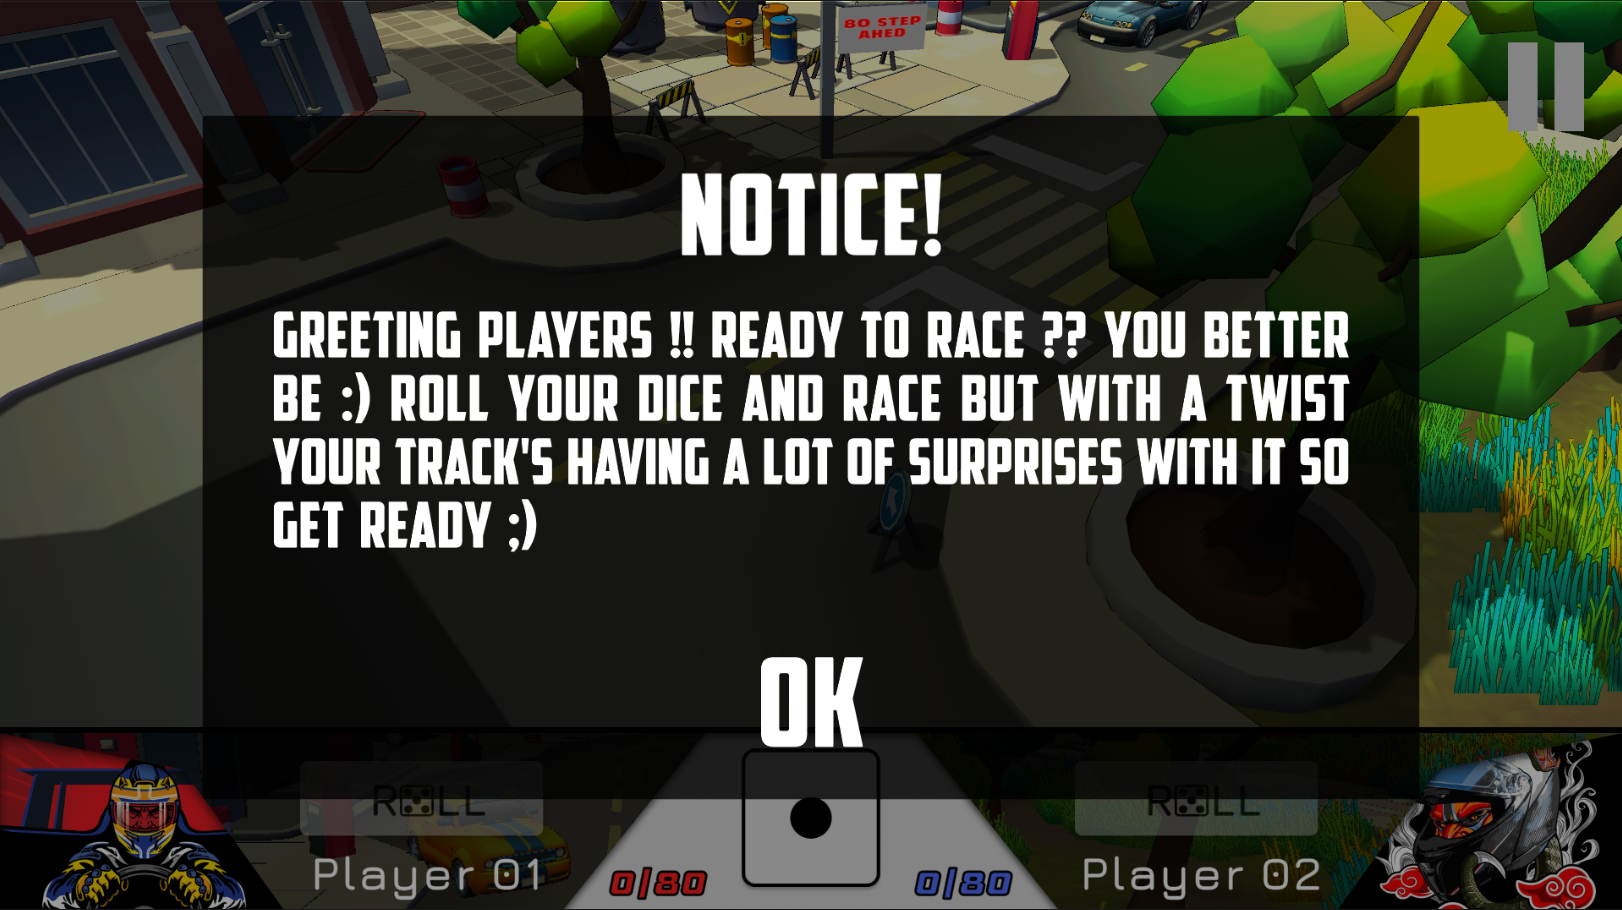 80 STEP
AHED
NOTICE!
GREETING PLAYERS !! READY TO RACE ?? YOU BETTER
BE :) ROLL YOUR DICE AND RACE BUT WITH A TWIST
YOUR TRACK'S HAVING A LOT OF SURPRISES WITH IT SO
GET READY ;)
OK
ROLL
ROLL
Player 01
0/80
0/80
Player 02